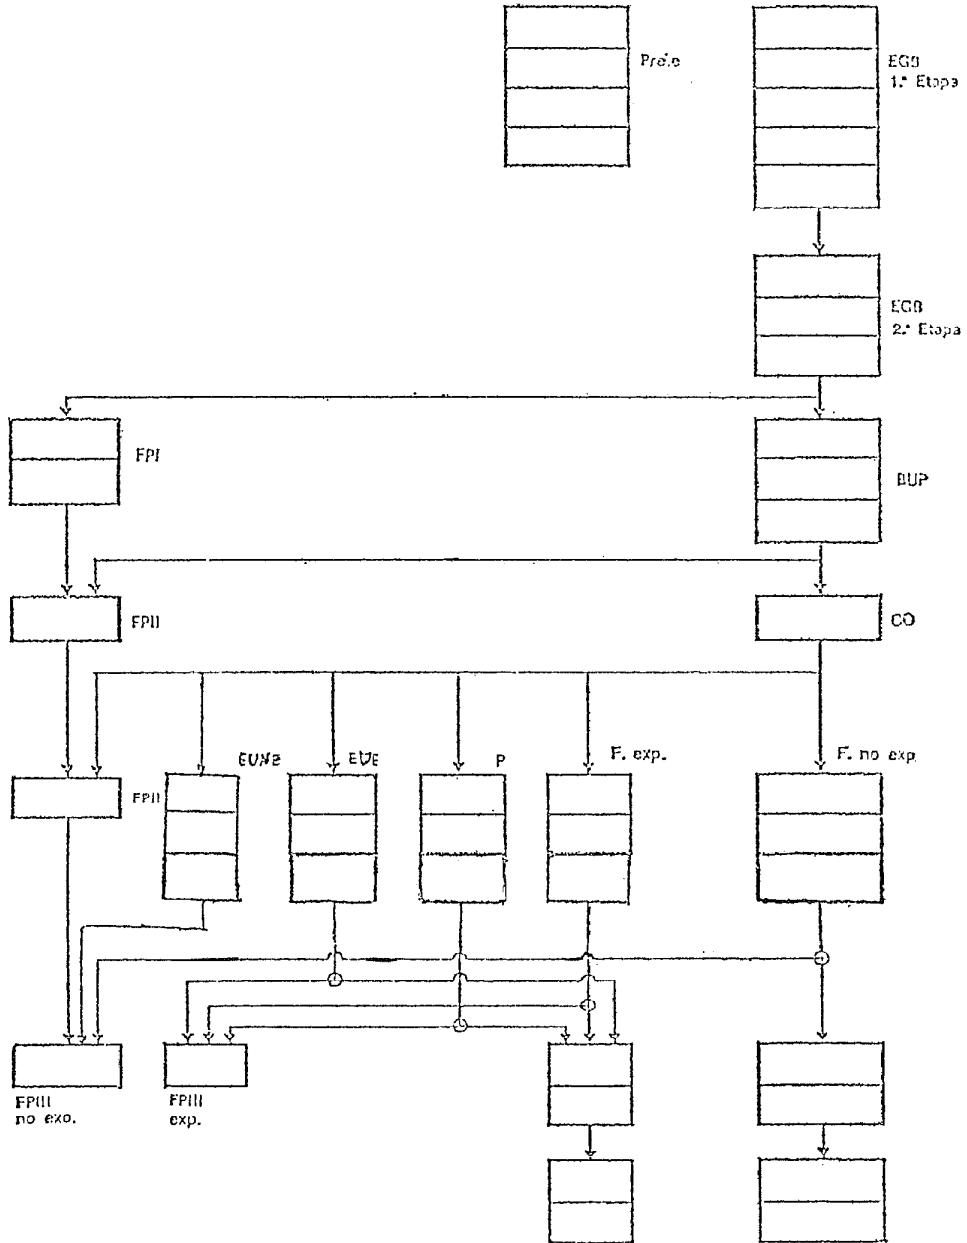 EGB
1.ª Etapa
EGB
2.ª Etapa
FPI
BUP
FPII
CO
EUE
P
F. exp.
F. no exp.
FPII
FPIII
no exp.
FPIII
exp.